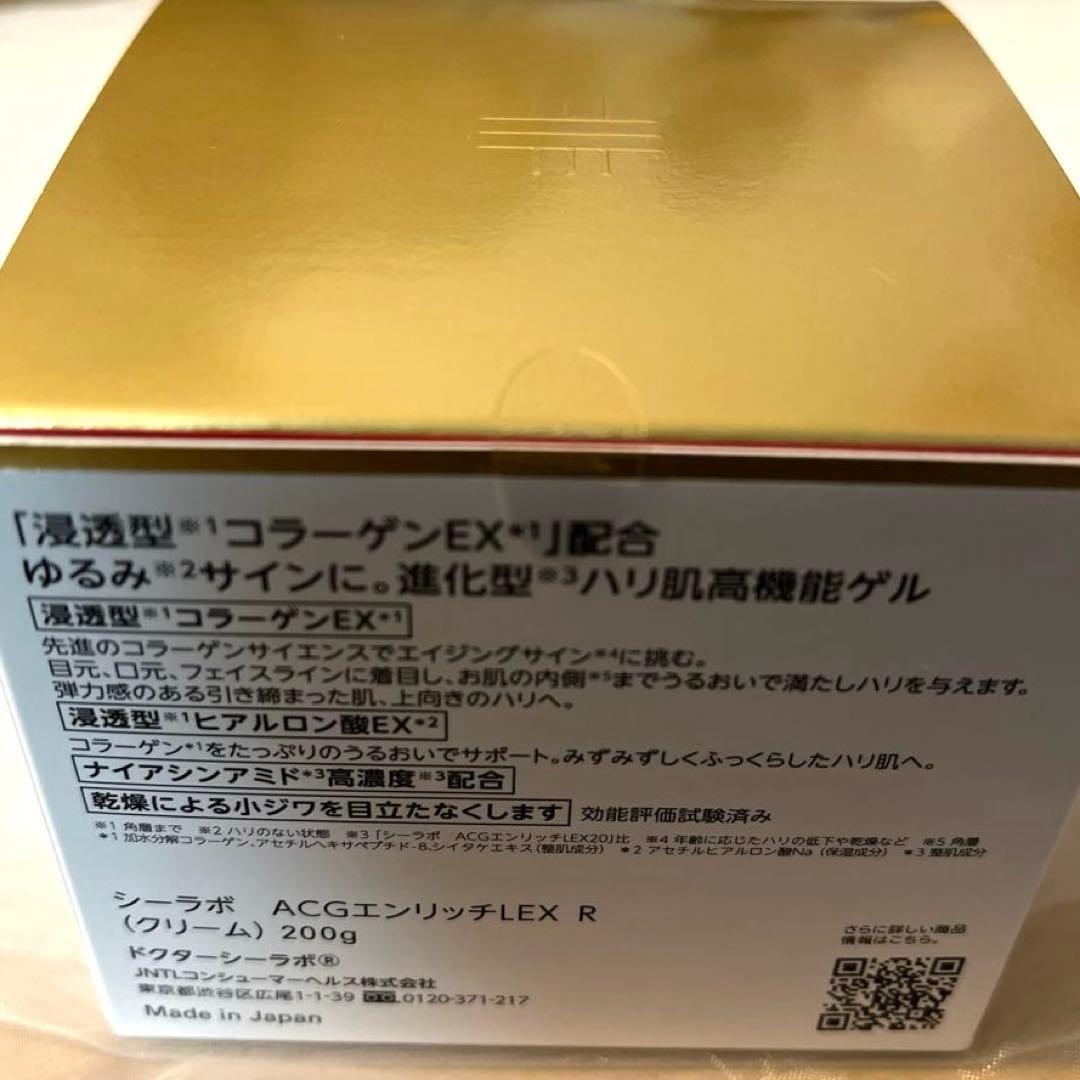 「浸透型※1コラーゲンEX*1」配合
ゆるみ※2サインに。進化型※3ハリ肌高機能ゲル
浸透型※1コラーゲンEX*1
先進のコラーゲンサイエンスでエイジングサイン※4に挑む。
目元、口元、フェイスラインに着目し、お肌の内側※5までうるおいで満たしハリを与えます。
弾力感のある引き締まった肌、上向きのハリへ。
浸透型※1ヒアルロン酸EX*2
コラーゲン*1をたっぷりのうるおいでサポート。みずみずしくふっくらしたハリ肌へ。
ナイアシンアミド*3高濃度※3配合
乾燥による小ジワを目立たなくします 効能評価試験済み
※1 角層まで ※2 ハリのない状態 ※3「シーラボ ACGエンリッチLEX20」比 ※4 年齢に応じたハリの低下や乾燥など ※5 角層
*1 加水分解コラーゲン、アセチルヘキサペプチド-8、シイタケエキス（整肌成分） *2 アセチルヒアルロン酸Na（保湿成分） *3 整肌成分
シーラボ ACGエンリッチLEX R
（クリーム）200g
ドクターシーラボ®
JNTLコンシューマーヘルス株式会社
東京都渋谷区広尾1-1-39 0120-371-217
Made in Japan
さらに詳しい商品
情報はこちら。